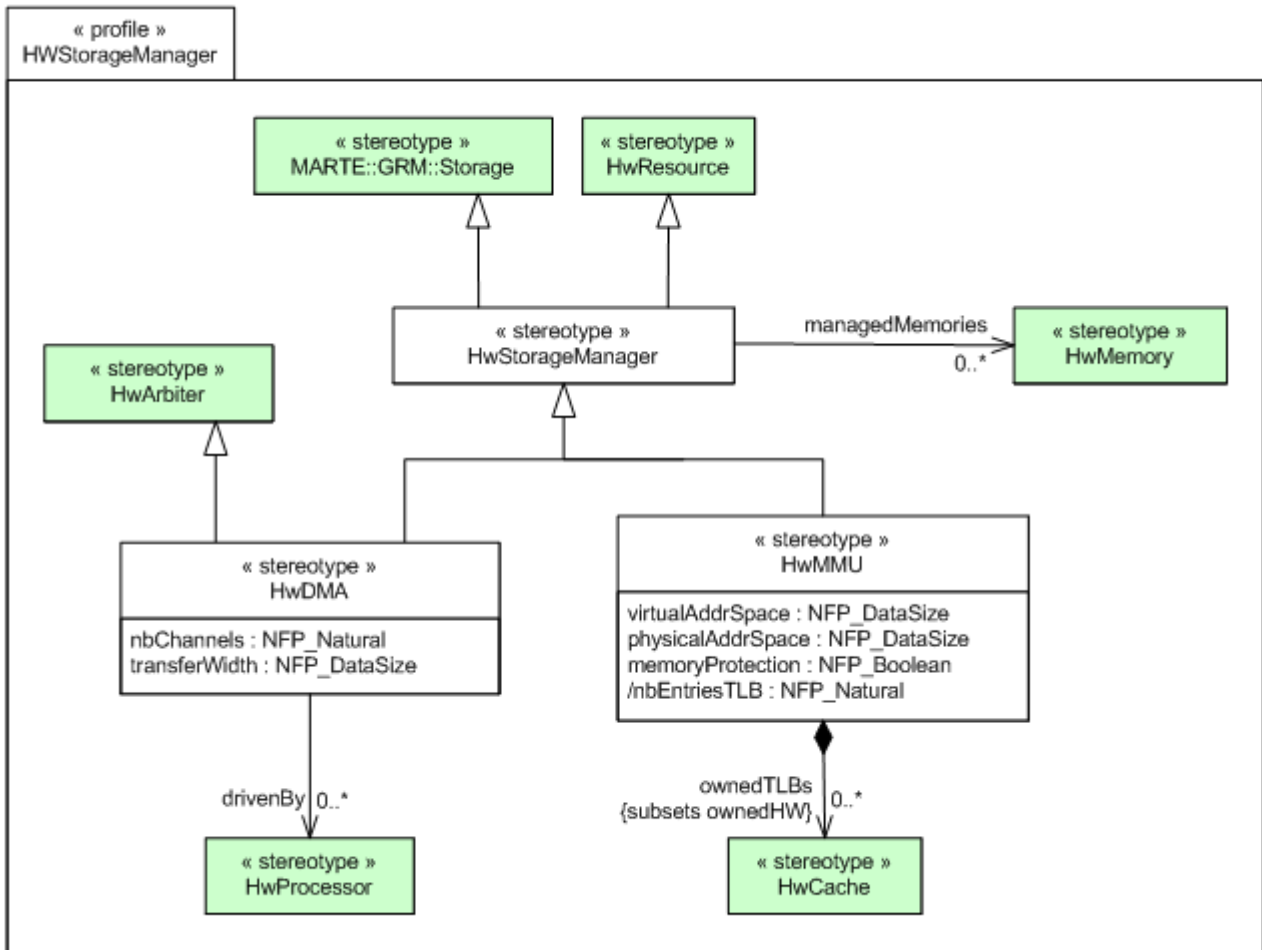 « profile »
HWStorageManager
« stereotype »
MARTE::GRM::Storage
« stereotype »
HwResource
« stereotype »
HwStorageManager
managedMemories
0..*
« stereotype »
HwMemory
« stereotype »
HwArbiter
« stereotype »
HwDMA
nbChannels : NFP_Natural
transferWidth : NFP_DataSize
« stereotype »
HwMMU
virtualAddrSpace : NFP_DataSize
physicalAddrSpace : NFP_DataSize
memoryProtection : NFP_Boolean
/nbEntriesTLB : NFP_Natural
drivenBy
0..*
ownedTLBs
{subsets ownedHW}
0..*
« stereotype »
HwProcessor
« stereotype »
HwCache